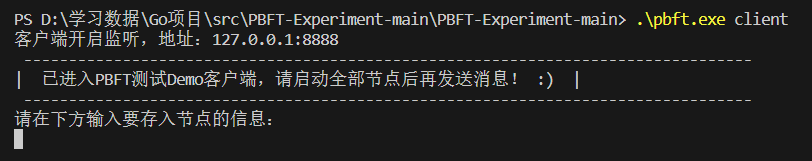 PS D:\学习数据\Go项目\src\PBFT-Experiment-main\PBFT-Experiment-main> .\pbft.exe client
客户端开启监听，地址：127.0.0.1:8888
 ---------------------------------------------------------------------------------
|  已进入PBFT测试Demo客户端，请启动全部节点后再发送消息！ :)  |
 ---------------------------------------------------------------------------------
请在下方输入要存入节点的信息：